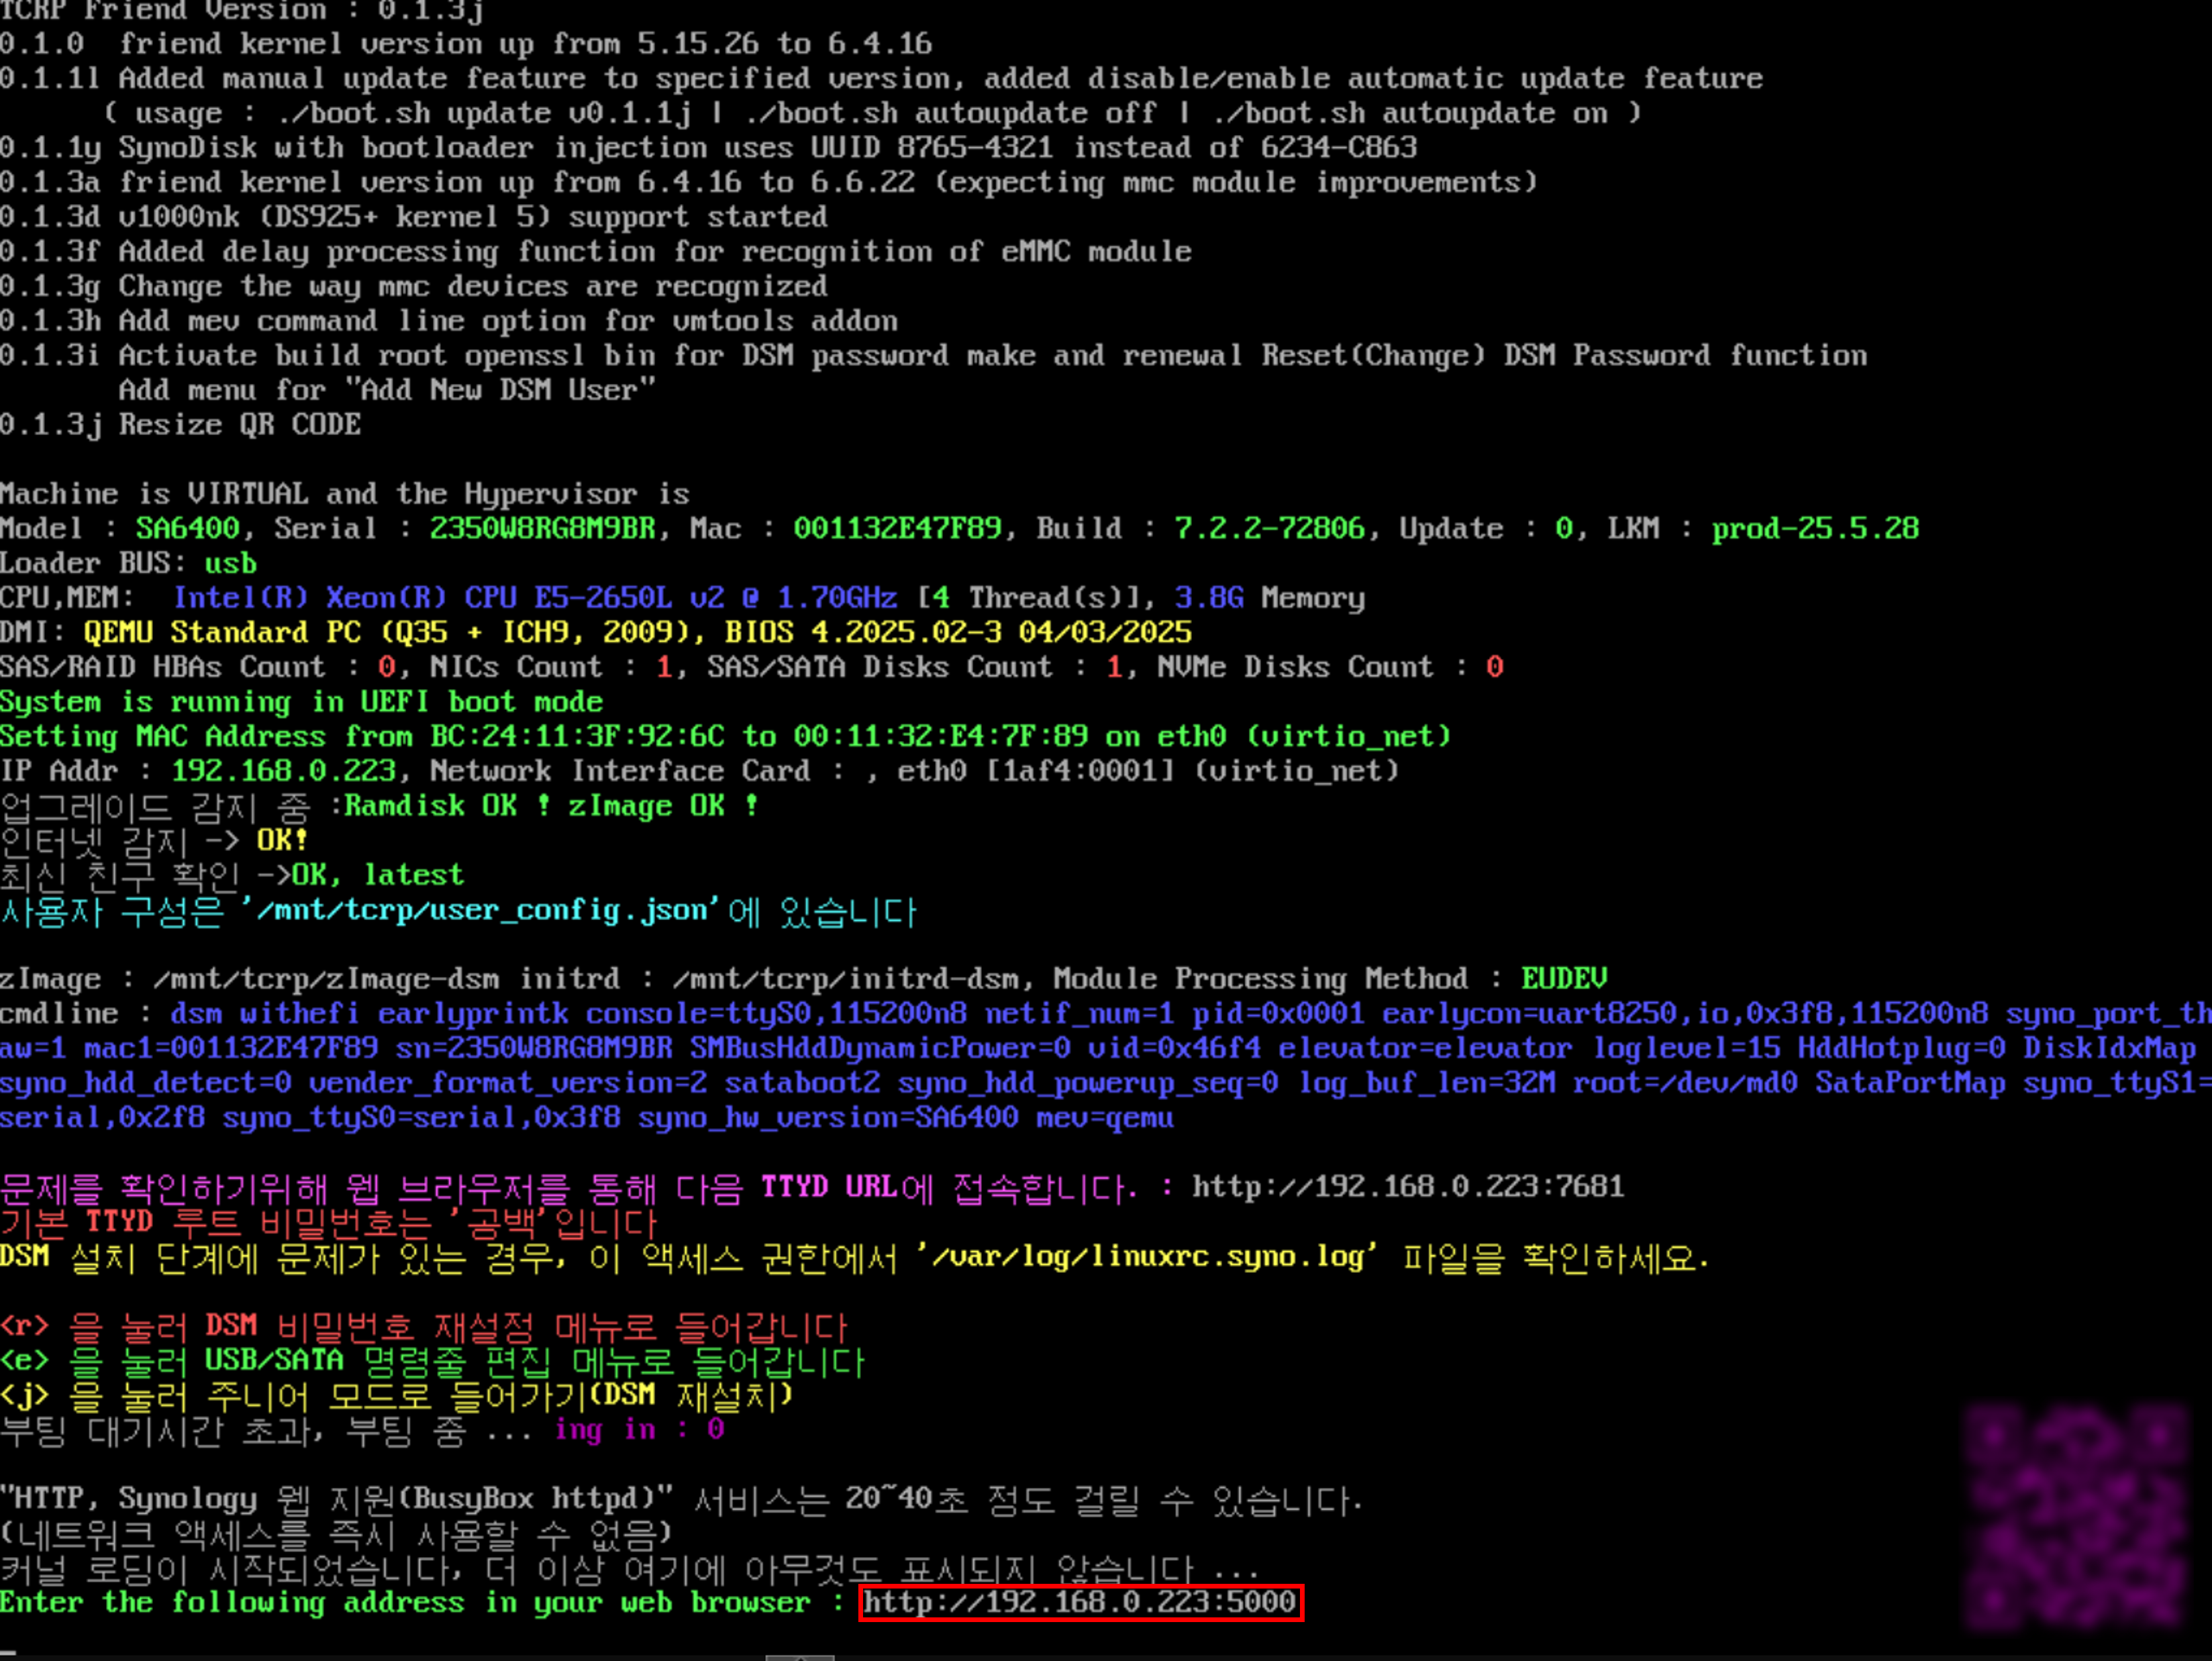 TCRP Friend Version : 0.1.3j
0.1.0  friend kernel version up from 5.15.26 to 6.4.16
0.1.1l Added manual update feature to specified version, added disable/enable automatic update feature
( usage : ./boot.sh update v0.1.1j | ./boot.sh autoupdate off | ./boot.sh autoupdate on )
0.1.1y SynoDisk with bootloader injection uses UUID 8765-4321 instead of 6234-C863
0.1.3a friend kernel version up from 6.4.16 to 6.6.22 (expecting mmc module improvements)
0.1.3d v1000nk (DS925+ kernel 5) support started
0.1.3f Added delay processing function for recognition of eMMC module
0.1.3g Change the way mmc devices are recognized
0.1.3h Add mev command line option for vmtools addon
0.1.3i Activate build root openssl bin for DSM password make and renewal Reset(Change) DSM Password function
Add menu for "Add New DSM User"
0.1.3j Resize QR CODE
Machine is VIRTUAL and the Hypervisor is
Model : SA6400, Serial : 2350W8RG8M9BR, Mac : 001132E47F89, Build : 7.2.2-72806, Update : 0, LKM : prod-25.5.28
Loader BUS: usb
CPU,MEM:  Intel(R) Xeon(R) CPU E5-2650L v2 @ 1.70GHz [4 Thread(s)], 3.8G Memory
DMI: QEMU Standard PC (Q35 + ICH9, 2009), BIOS 4.2025.02-3 04/03/2025
SAS/RAID HBAs Count : 0, NICs Count : 1, SAS/SATA Disks Count : 1, NVMe Disks Count : 0
System is running in UEFI boot mode
Setting MAC Address from BC:24:11:3F:92:6C to 00:11:32:E4:7F:89 on eth0 (virtio_net)
IP Addr : 192.168.0.223, Network Interface Card : , eth0 [1af4:0001] (virtio_net)
업그레이드 감지 중 :Ramdisk OK ! zImage OK !
인터넷 감지 -> OK!
최신 친구 확인 ->OK, latest
사용자 구성은 '/mnt/tcrp/user_config.json'에 있습니다
zImage : /mnt/tcrp/zImage-dsm initrd : /mnt/tcrp/initrd-dsm, Module Processing Method : EUDEV
cmdline : dsm withefi earlyprintk console=ttyS0,115200n8 netif_num=1 pid=0x0001 earlycon=uart8250,io,0x3f8,115200n8 syno_port_th
aw=1 mac1=001132E47F89 sn=2350W8RG8M9BR SMBusHddDynamicPower=0 vid=0x46f4 elevator=elevator loglevel=15 HddHotplug=0 DiskIdxMap
syno_hdd_detect=0 vender_format_version=2 sataboot2 syno_hdd_powerup_seq=0 log_buf_len=32M root=/dev/md0 SataPortMap syno_ttyS1=
serial,0x2f8 syno_ttyS0=serial,0x3f8 syno_hw_version=SA6400 mev=qemu
문제를 확인하기위해 웹 브라우저를 통해 다음 TTYD URL에 접속합니다. : http://192.168.0.223:7681
기본 TTYD 루트 비밀번호는 '공백'입니다
DSM 설치 단계에 문제가 있는 경우, 이 액세스 권한에서 '/var/log/linuxrc.syno.log' 파일을 확인하세요.
<r> 을 눌러 DSM 비밀번호 재설정 메뉴로 들어갑니다
<e> 을 눌러 USB/SATA 명령줄 편집 메뉴로 들어갑니다
<j> 을 눌러 주니어 모드로 들어가기(DSM 재설치)
부팅 대기시간 초과, 부팅 중 ... ing in : 0
"HTTP, Synology 웹 지원(BusyBox httpd)" 서비스는 20~40초 정도 걸릴 수 있습니다.
(네트워크 액세스를 즉시 사용할 수 없음)
커널 로딩이 시작되었습니다, 더 이상 여기에 아무것도 표시되지 않습니다 ...
Enter the following address in your web browser : http://192.168.0.223:5000